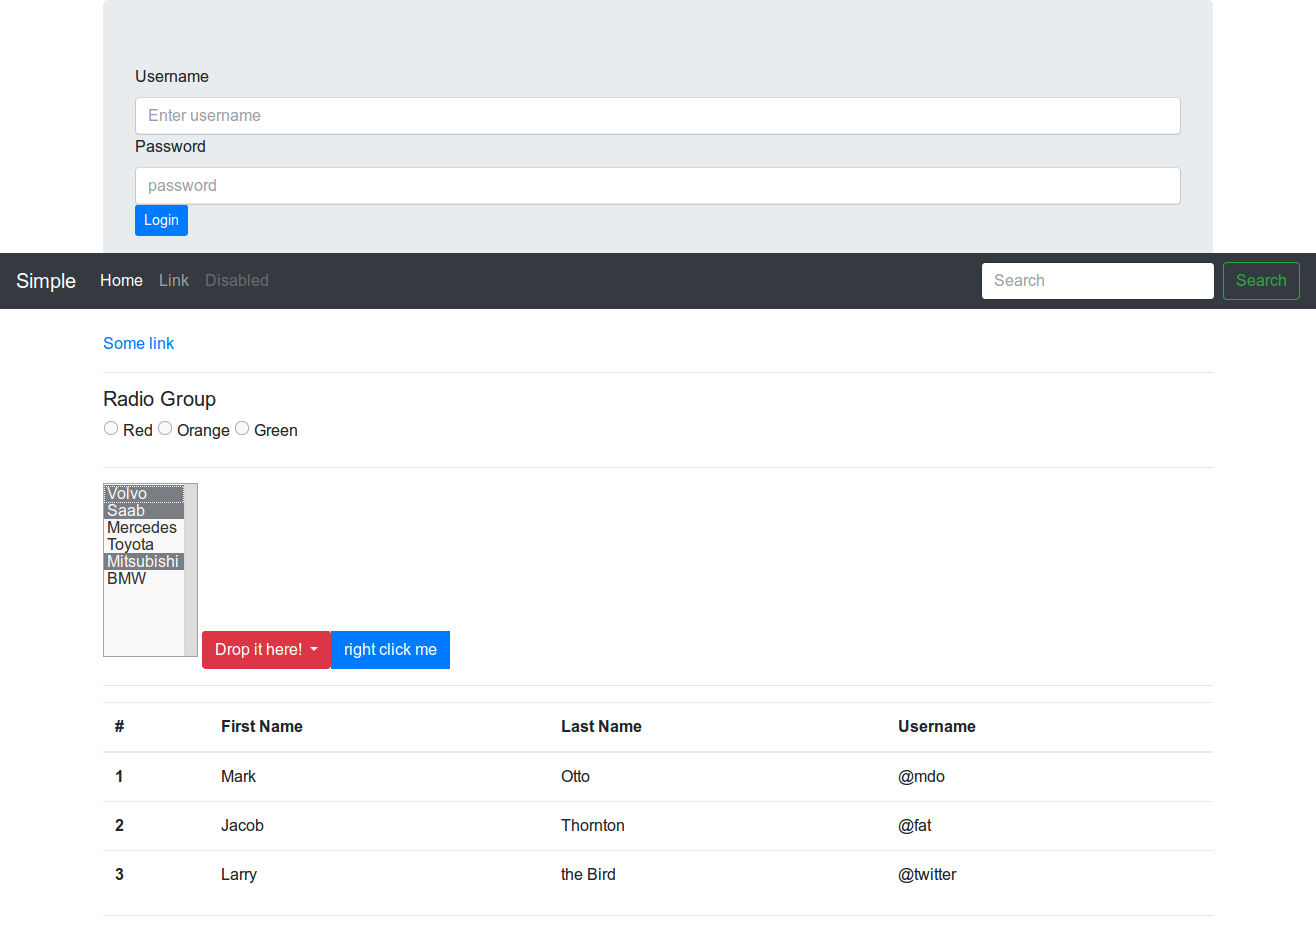 Username
Enter username
Password
password
Login
Simple Home Link Disabled Search Search
Some link
Radio Group
Red Orange Green
Volvo
Saab
Mercedes
Toyota
Mitsubishi
BMW
Drop it here! right click me
# First Name Last Name Username
1 Mark Otto @mdo
2 Jacob Thornton @fat
3 Larry the Bird @twitter